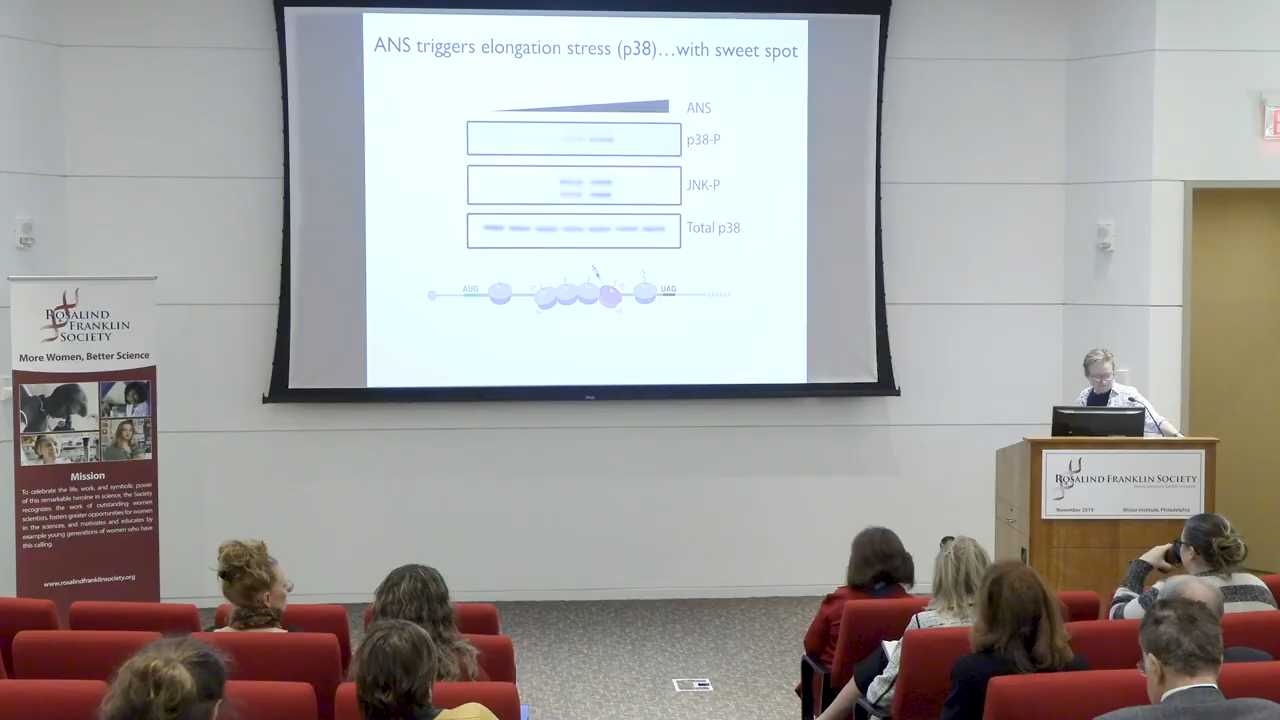 ANS triggers elongation stress (p38)...with sweet spot
ANS
p38-P
JNK-P
Total p38
AUG
UAG
ROSALIND
FRANKLIN
SOCIETY
More Women, Better Science
Mission
To celebrate the life, work, and symbolic power
of this remarkable heroine in science, the Society
recognizes the work of outstanding women
scientists, fosters greater opportunities for women
in the sciences, and motivates and educates by
example young generations of women who have
this calling.
www.rosalindfranklinsociety.org
ROSALIND FRANKLIN SOCIETY
November 2019 Wistar Institute, Philadelphia